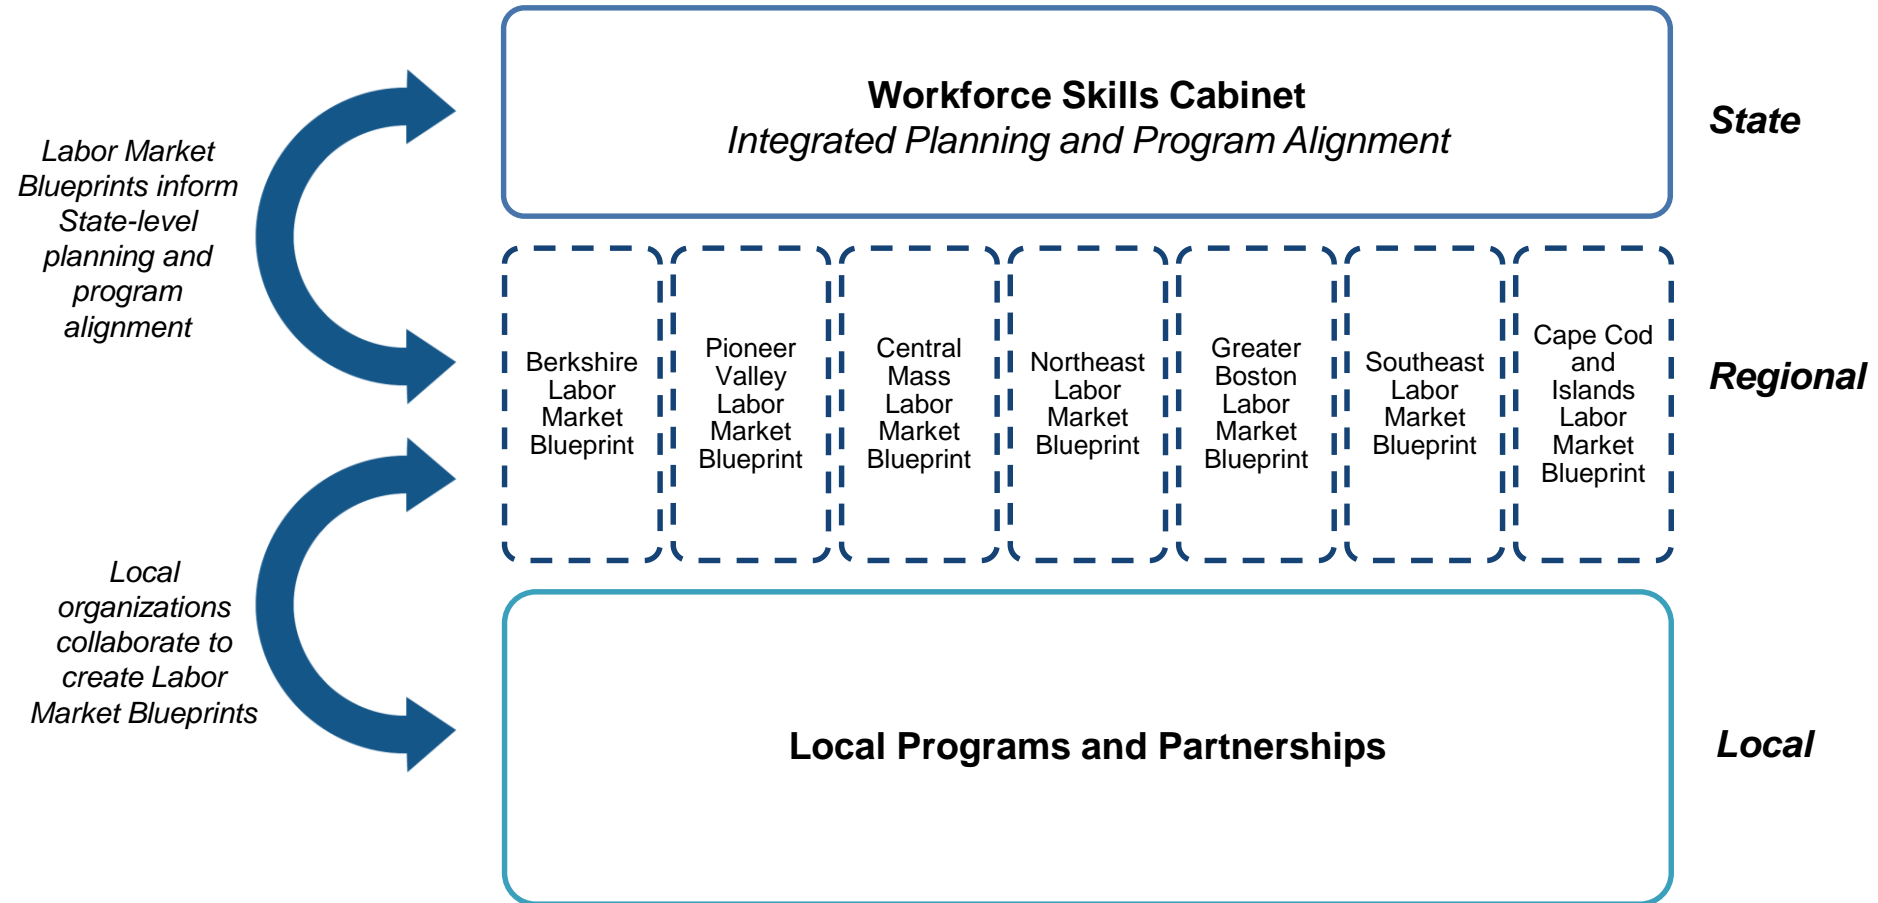 Workforce Skills Cabinet
Integrated Planning and Program Alignment
State
Labor Market
Blueprints inform
State-level
planning and
program
alignment
Berkshire
Labor
Market
Blueprint
Pioneer
Valley
Labor
Market
Blueprint
Central
Mass
Labor
Market
Blueprint
Northeast
Labor
Market
Blueprint
Greater
Boston
Labor
Market
Blueprint
Southeast
Labor
Market
Blueprint
Cape Cod
and
Islands
Labor
Market
Blueprint
Regional
Local
organizations
collaborate to
create Labor
Market Blueprints
Local Programs and Partnerships
Local